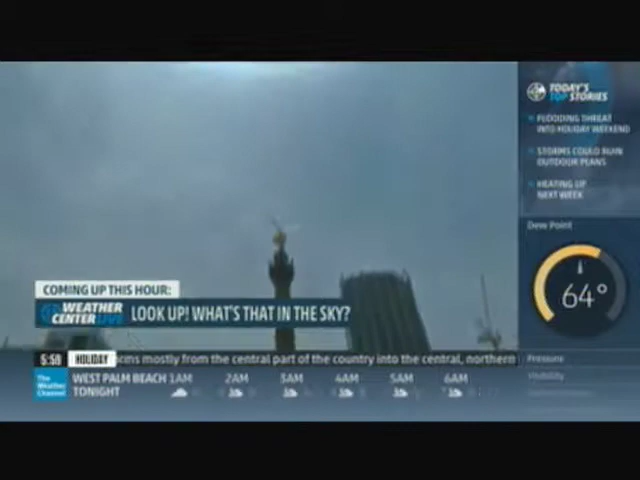 TODAY'S
TOP STORIES
FLOODING THREAT
INTO HOLIDAY WEEKEND
STORMS COULD RUIN
OUTDOOR PLANS
HEATING UP
NEXT WEEK
Dew Point
64°
Pressure
Visibility
COMING UP THIS HOUR:
WEATHER
CENTER LIVE
LOOK UP! WHAT'S THAT IN THE SKY?
5:50 HOLIDAY mostly from the central part of the country into the central, northern
The
Weather
Channel
WEST PALM BEACH 1AM 2AM 3AM 4AM 5AM 6AM
TONIGHT